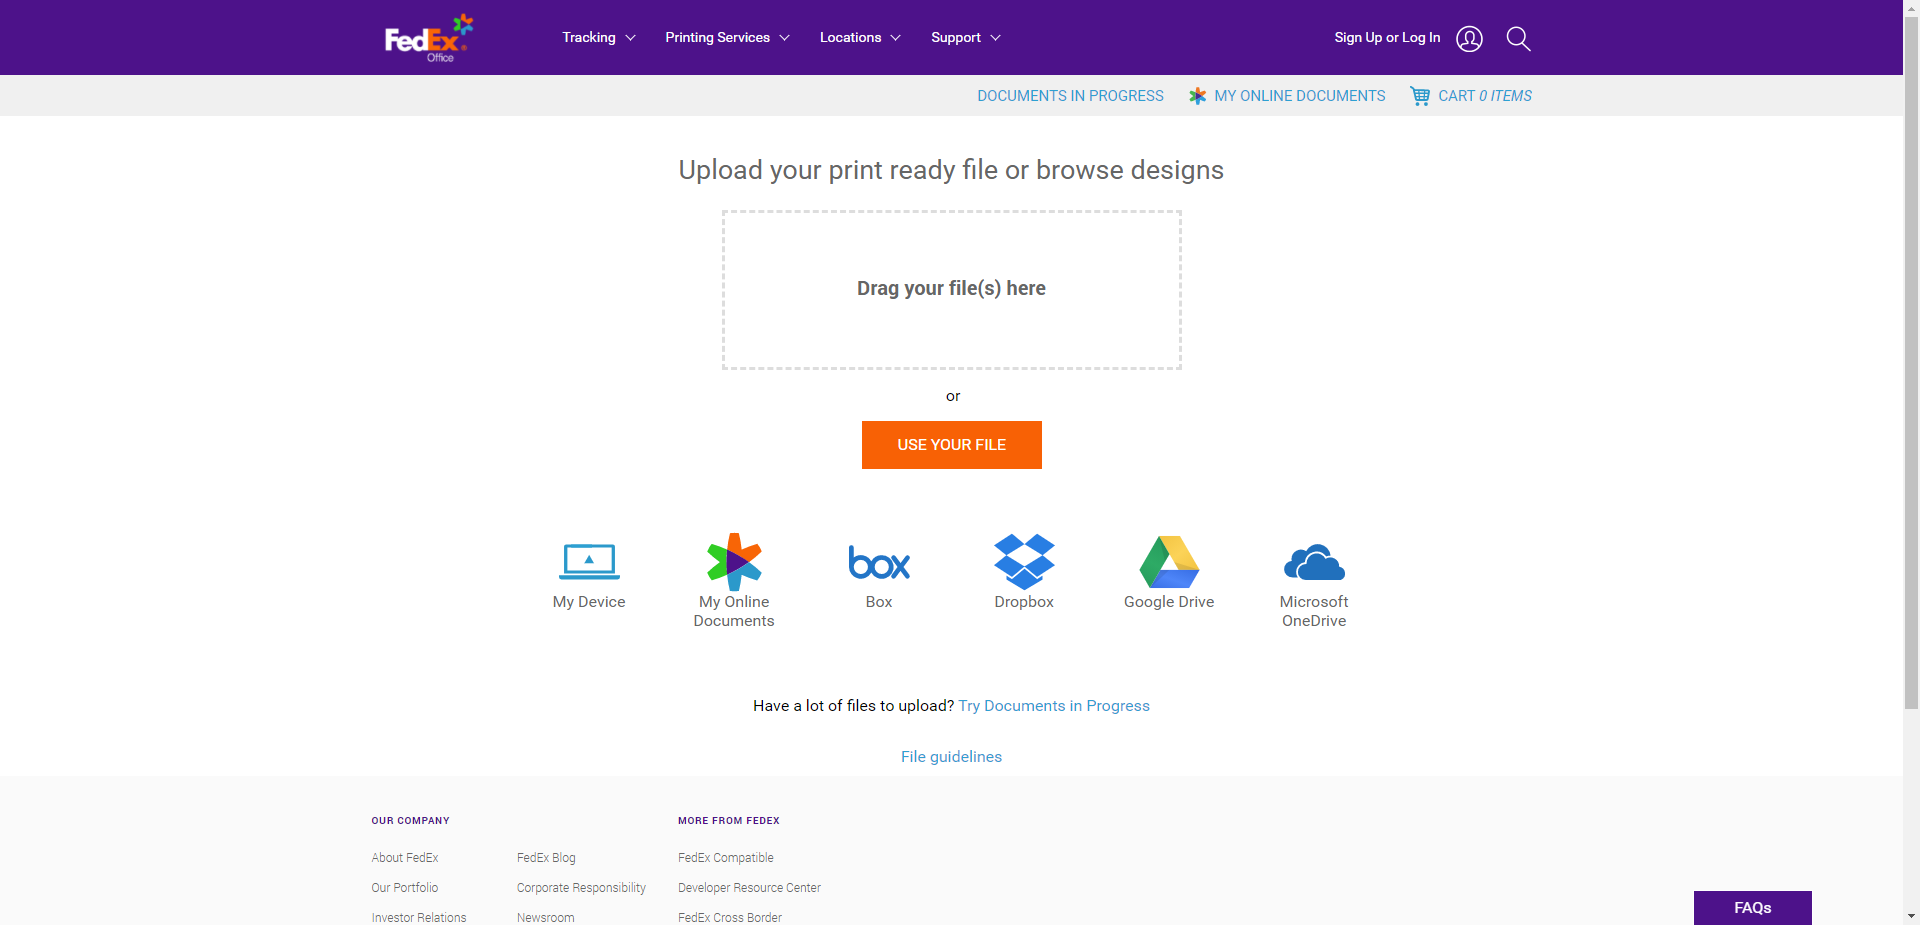 FedEx
Office
Tracking
Printing Services
Locations
Support
Sign Up or Log In
DOCUMENTS IN PROGRESS
MY ONLINE DOCUMENTS
CART 0 ITEMS
Upload your print ready file or browse designs
Drag your file(s) here
or
USE YOUR FILE
box
My Device
My Online
Documents
Box
Dropbox
Google Drive
Microsoft
OneDrive
Have a lot of files to upload? Try Documents in Progress
File guidelines
OUR COMPANY
About FedEx
Our Portfolio
Investor Relations
FedEx Blog
Corporate Responsibility
Newsroom
MORE FROM FEDEX
FedEx Compatible
Developer Resource Center
FedEx Cross Border
FAQs